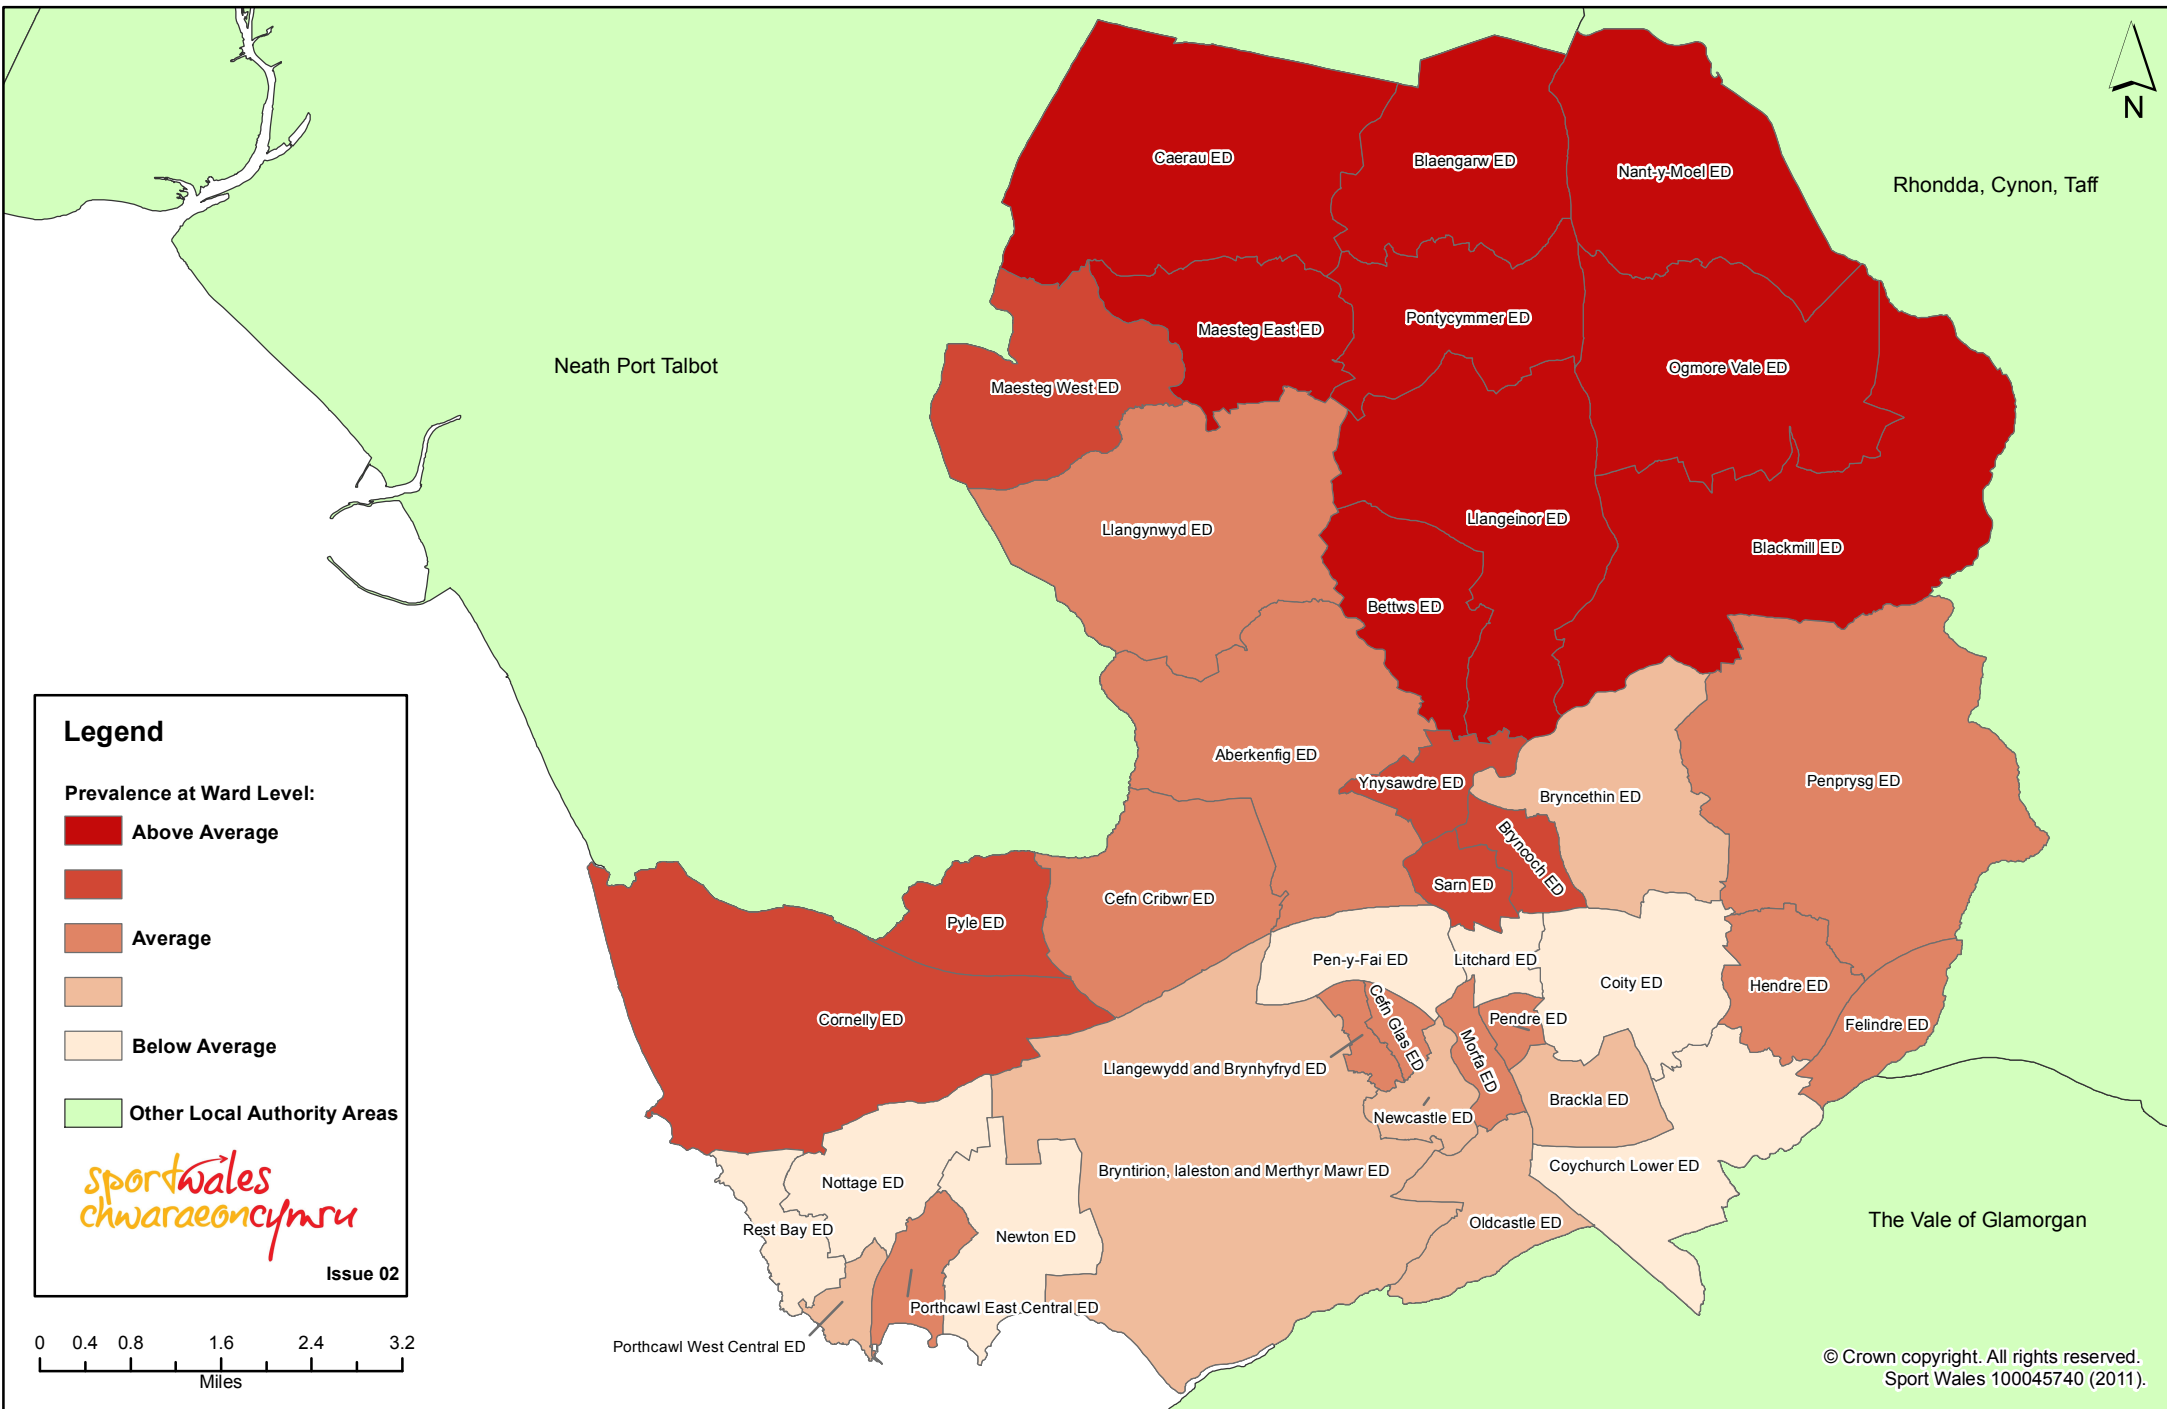 N
Caerau ED
Blaengarw ED
Nant-y-Moel ED
Rhondda, Cynon, Taff
Maesteg East ED
Pontycymmer ED
Neath Port Talbot
Ogmore Vale ED
Maesteg West ED
Llangynwyd ED
Llangeinor ED
Blackmill ED
Bettws ED
Aberkenfig ED
Ynysawdre ED
Bryncethin ED
Penprysg ED
Bryncoch ED
Sarn ED
Cefn Cribwr ED
Pyle ED
Pen-y-Fai ED
Litchard ED
Coity ED
Hendre ED
Cornelly ED
Cefn Glas ED
Pendre ED
Felindre ED
Morfa ED
Llangewydd and Brynhyfryd ED
Brackla ED
Newcastle ED
Bryntirion, laleston and Merthyr Mawr ED
Coychurch Lower ED
Nottage ED
Rest Bay ED
Newton ED
Oldcastle ED
The Vale of Glamorgan
Porthcawl East Central ED
Porthcawl West Central ED
Legend
Prevalence at Ward Level:
Above Average
Average
Below Average
Other Local Authority Areas
sportwales
chwaraeoncymru
Issue 02
0 0.4 0.8 1.6 2.4 3.2
Miles
© Crown copyright. All rights reserved.
Sport Wales 100045740 (2011).